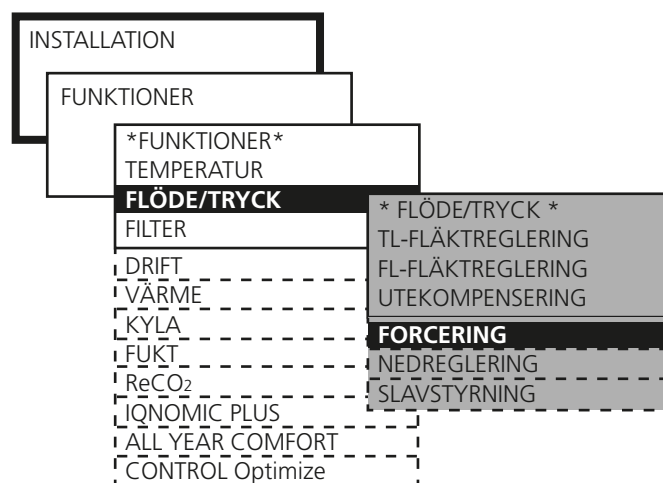 INSTALLATION
FUNKTIONER
*FUNKTIONER*
TEMPERATUR
FLÖDE/TRYCK
FILTER
DRIFT
VÄRME
KYLA
FUKT
ReCO2
IQNOMIC PLUS
ALL YEAR COMFORT
CONTROL Optimize
* FLÖDE/TRYCK *
TL-FLÄKTREGLERING
FL-FLÄKTREGLERING
UTEKOMPENSERING
FORCERING
NEDREGLERING
SLAVSTYRNING